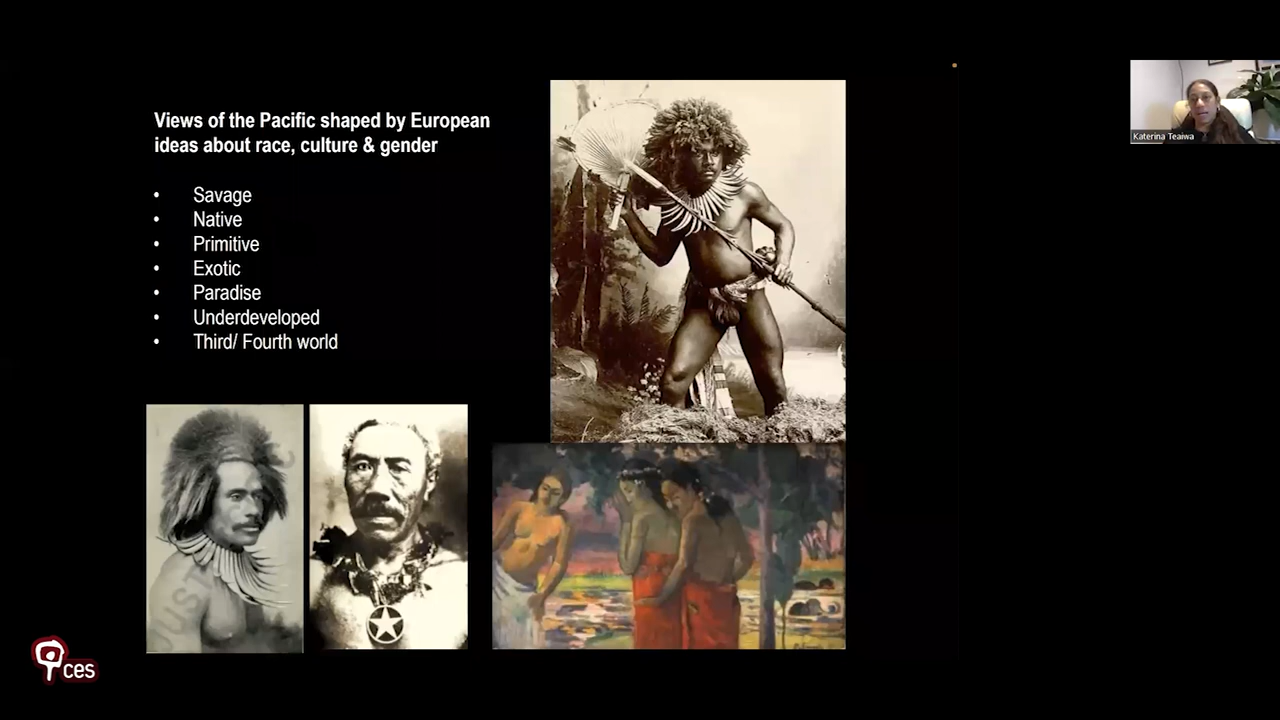 Views of the Pacific shaped by European
ideas about race, culture & gender
• Savage
• Native
• Primitive
• Exotic
• Paradise
• Underdeveloped
• Third/ Fourth world
Katerina Teaiwa
ces